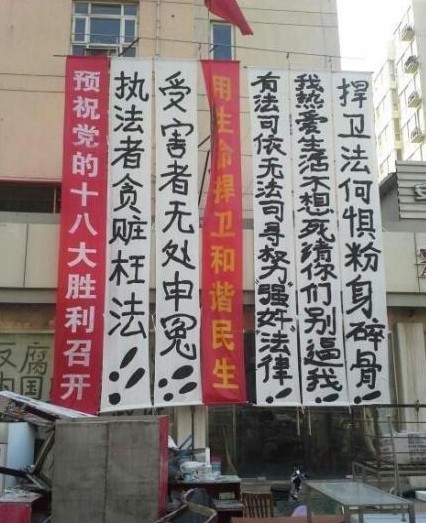 预祝党的十八大胜利召开
执法者贪赃枉法!!
受害者无处申冤!!
用生命捍卫和谐民生
有法可依无法可寻努力"强奸"法律!!
我热爱生活不想死请你们别逼我!!
捍卫法何惧粉身碎骨!!
反腐
内国